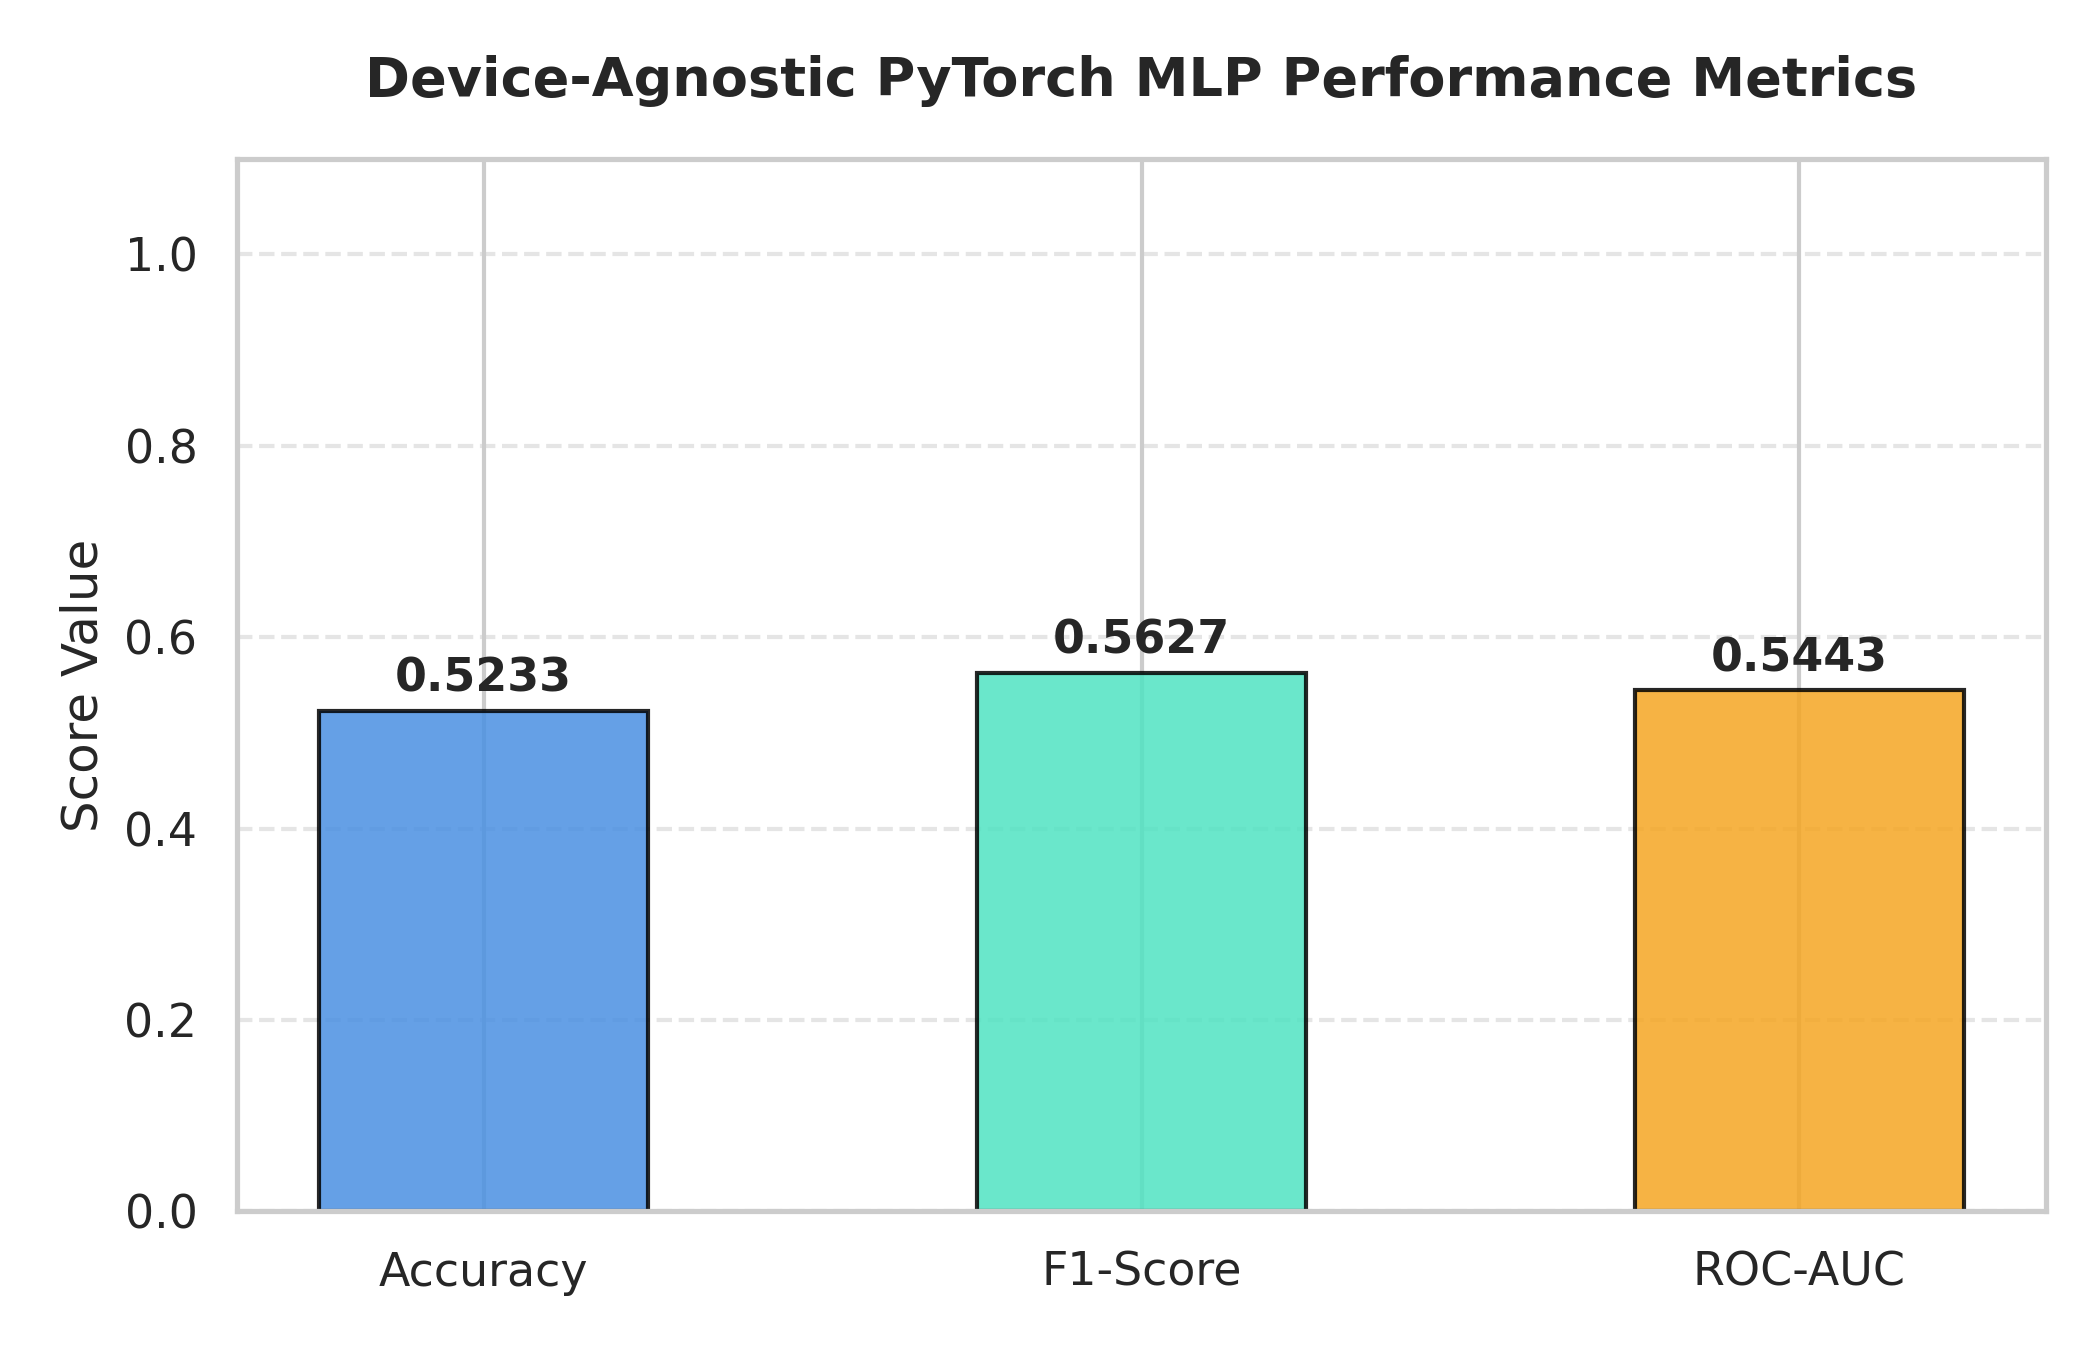 Device-Agnostic PyTorch MLP Performance Metrics
1.0
0.8
0.6
0.4
0.2
0.0
Score Value
0.5233
0.5627
0.5443
Accuracy
F1-Score
ROC-AUC